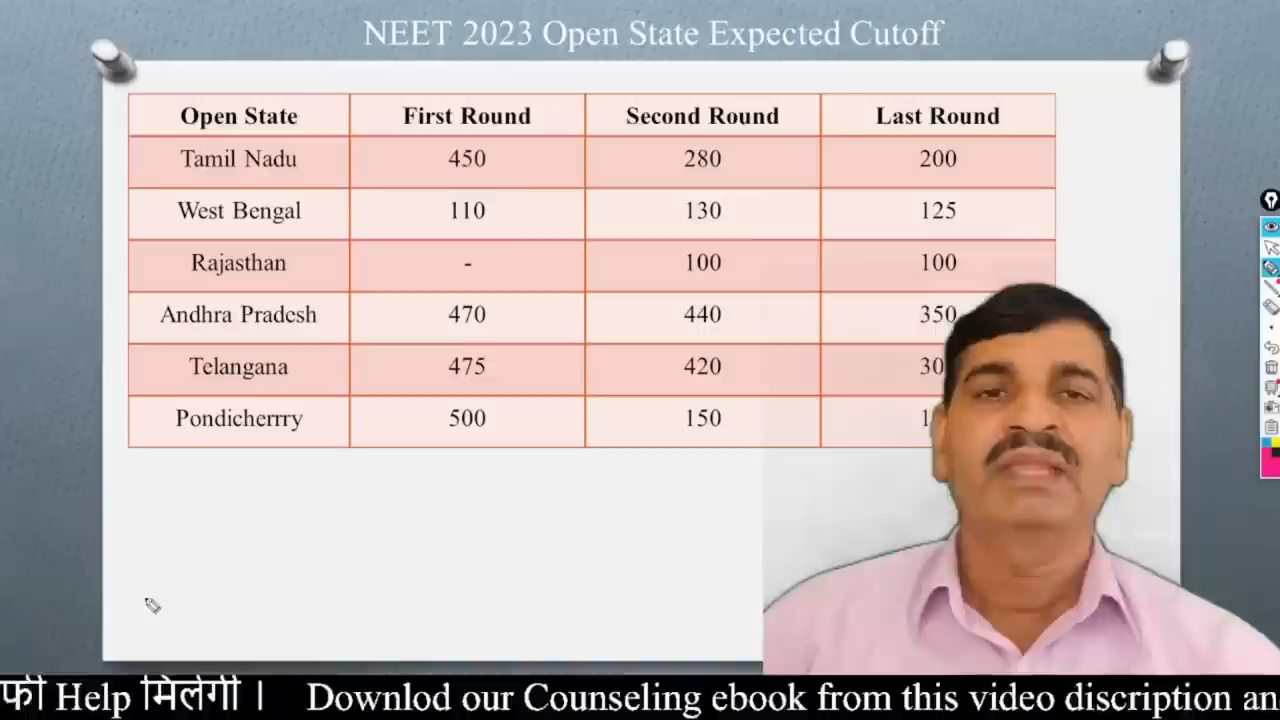 NEET 2023 Open State Expected Cutoff
Open State First Round Second Round Last Round
Tamil Nadu 450 280 200
West Bengal 110 130 125
Rajasthan - 100 100
Andhra Pradesh 470 440 350
Telangana 475 420
Pondicherrry 500 150
फी Help मिलेगी । Downlod our Counseling ebook from this video discription an